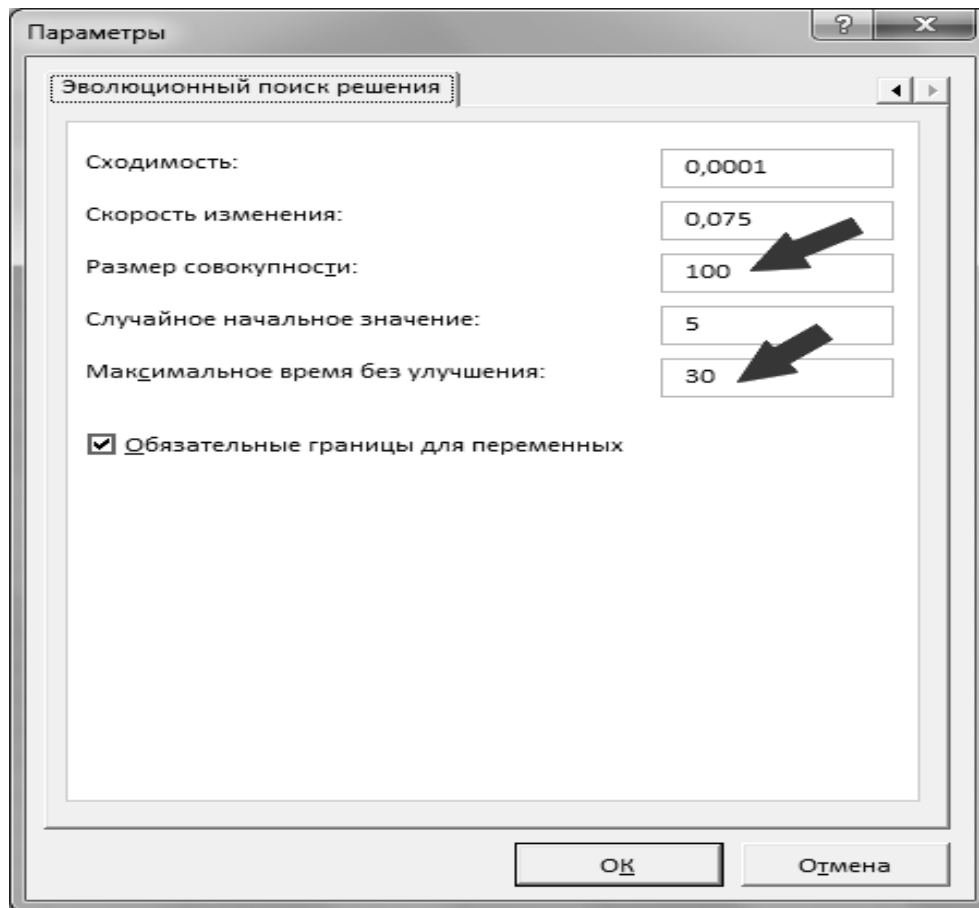 Параметры
Эволюционный поиск решения
Сходимость: 0,0001
Скорость изменения: 0,075
Размер совокупности: 100
Случайное начальное значение: 5
Максимальное время без улучшения: 30
Обязательные границы для переменных
ОК Отмена